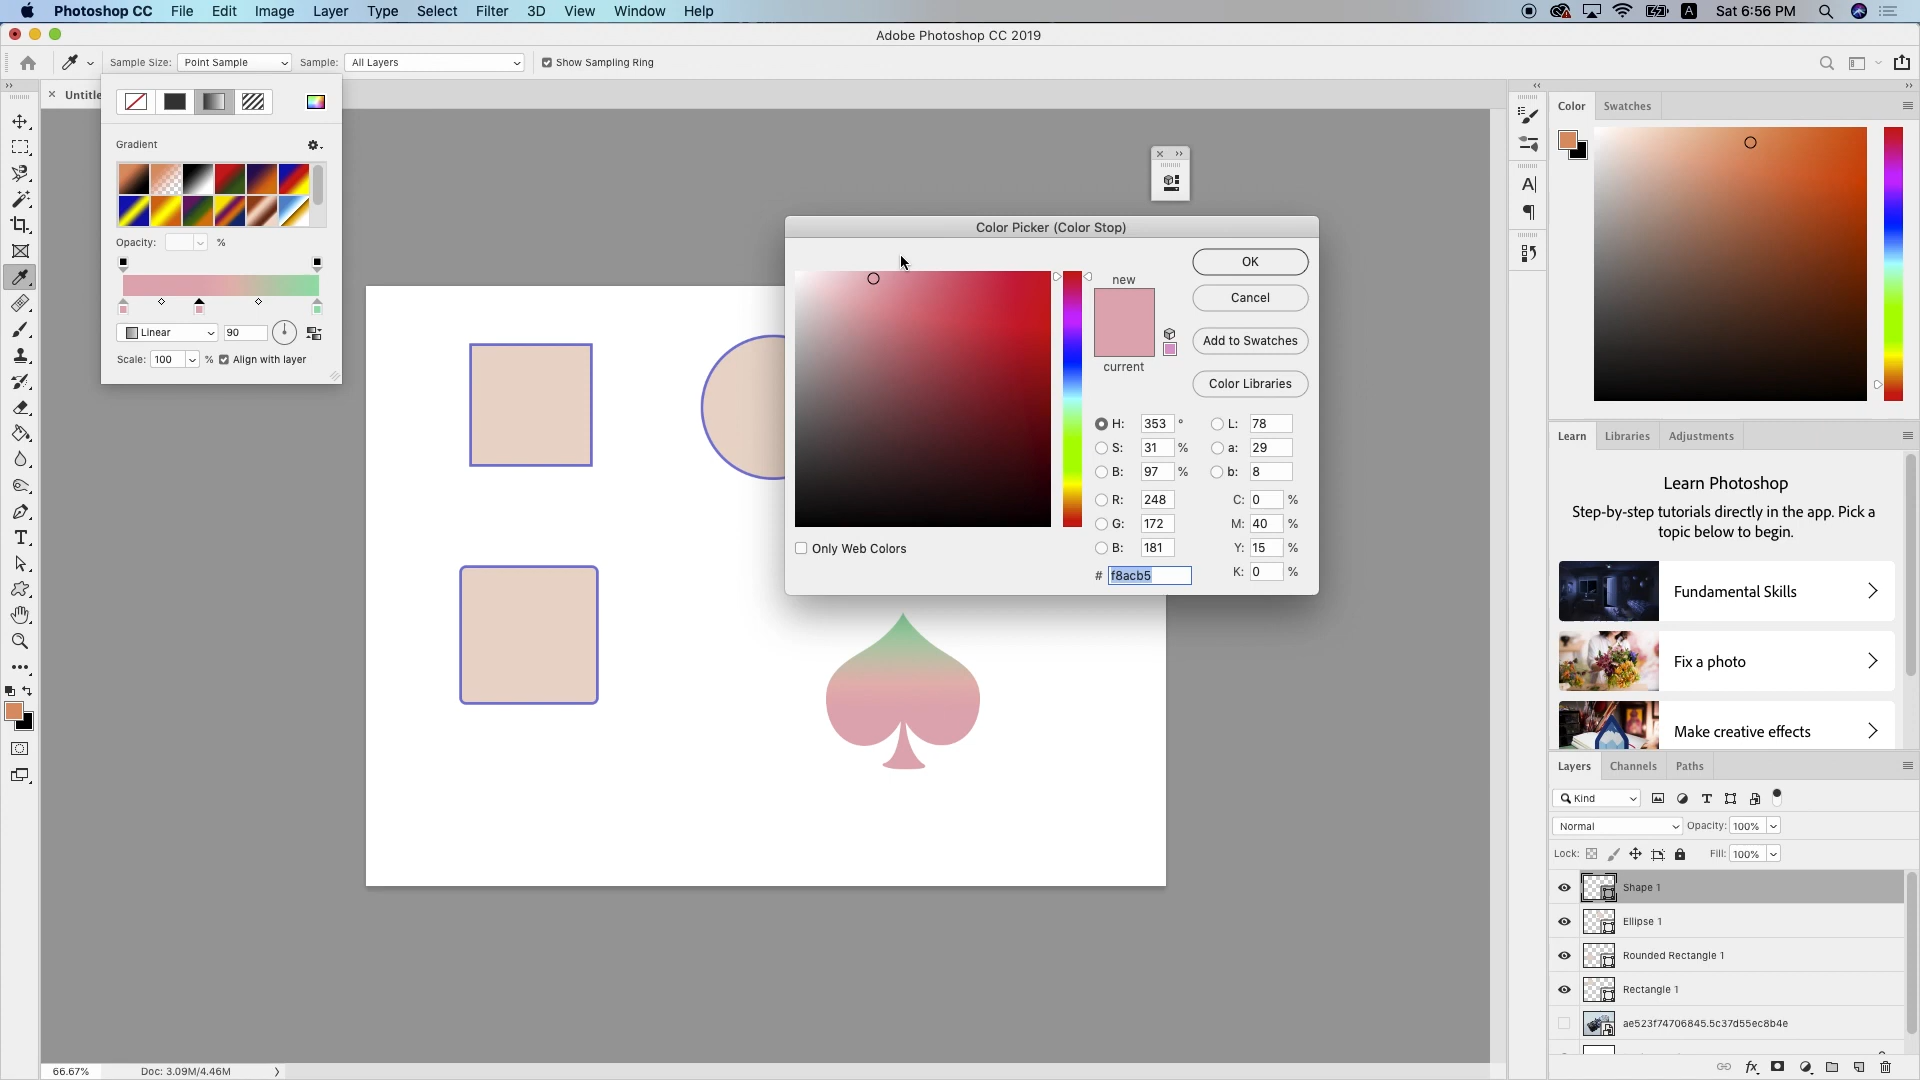 Photoshop CC File Edit Image Layer Type Select Filter 3D View Window Help A Sat 6:56 PM
Adobe Photoshop CC 2019
Sample Size: Point Sample Sample: All Layers Show Sampling Ring
Untitle
Gradient
Opacity: %
Linear 90
Scale: 100 % Align with layer
Color Picker (Color Stop)
new
current
OK
Cancel
Add to Swatches
Color Libraries
H: 353 ° L: 78
S: 31 % a: 29
B: 97 % b: 8
R: 248 C: 0 %
G: 172 M: 40 %
B: 181 Y: 15 %
# f8acb5 K: 0 %
Only Web Colors
Color Swatches
Learn Libraries Adjustments
Learn Photoshop
Step-by-step tutorials directly in the app. Pick a
topic below to begin.
Fundamental Skills
Fix a photo
Make creative effects
Layers Channels Paths
Kind
Normal Opacity: 100%
Lock: Fill: 100%
Shape 1
Ellipse 1
Rounded Rectangle 1
Rectangle 1
ae523f74706845.5c37d55ec8b4e
66.67% Doc: 3.09M/4.46M